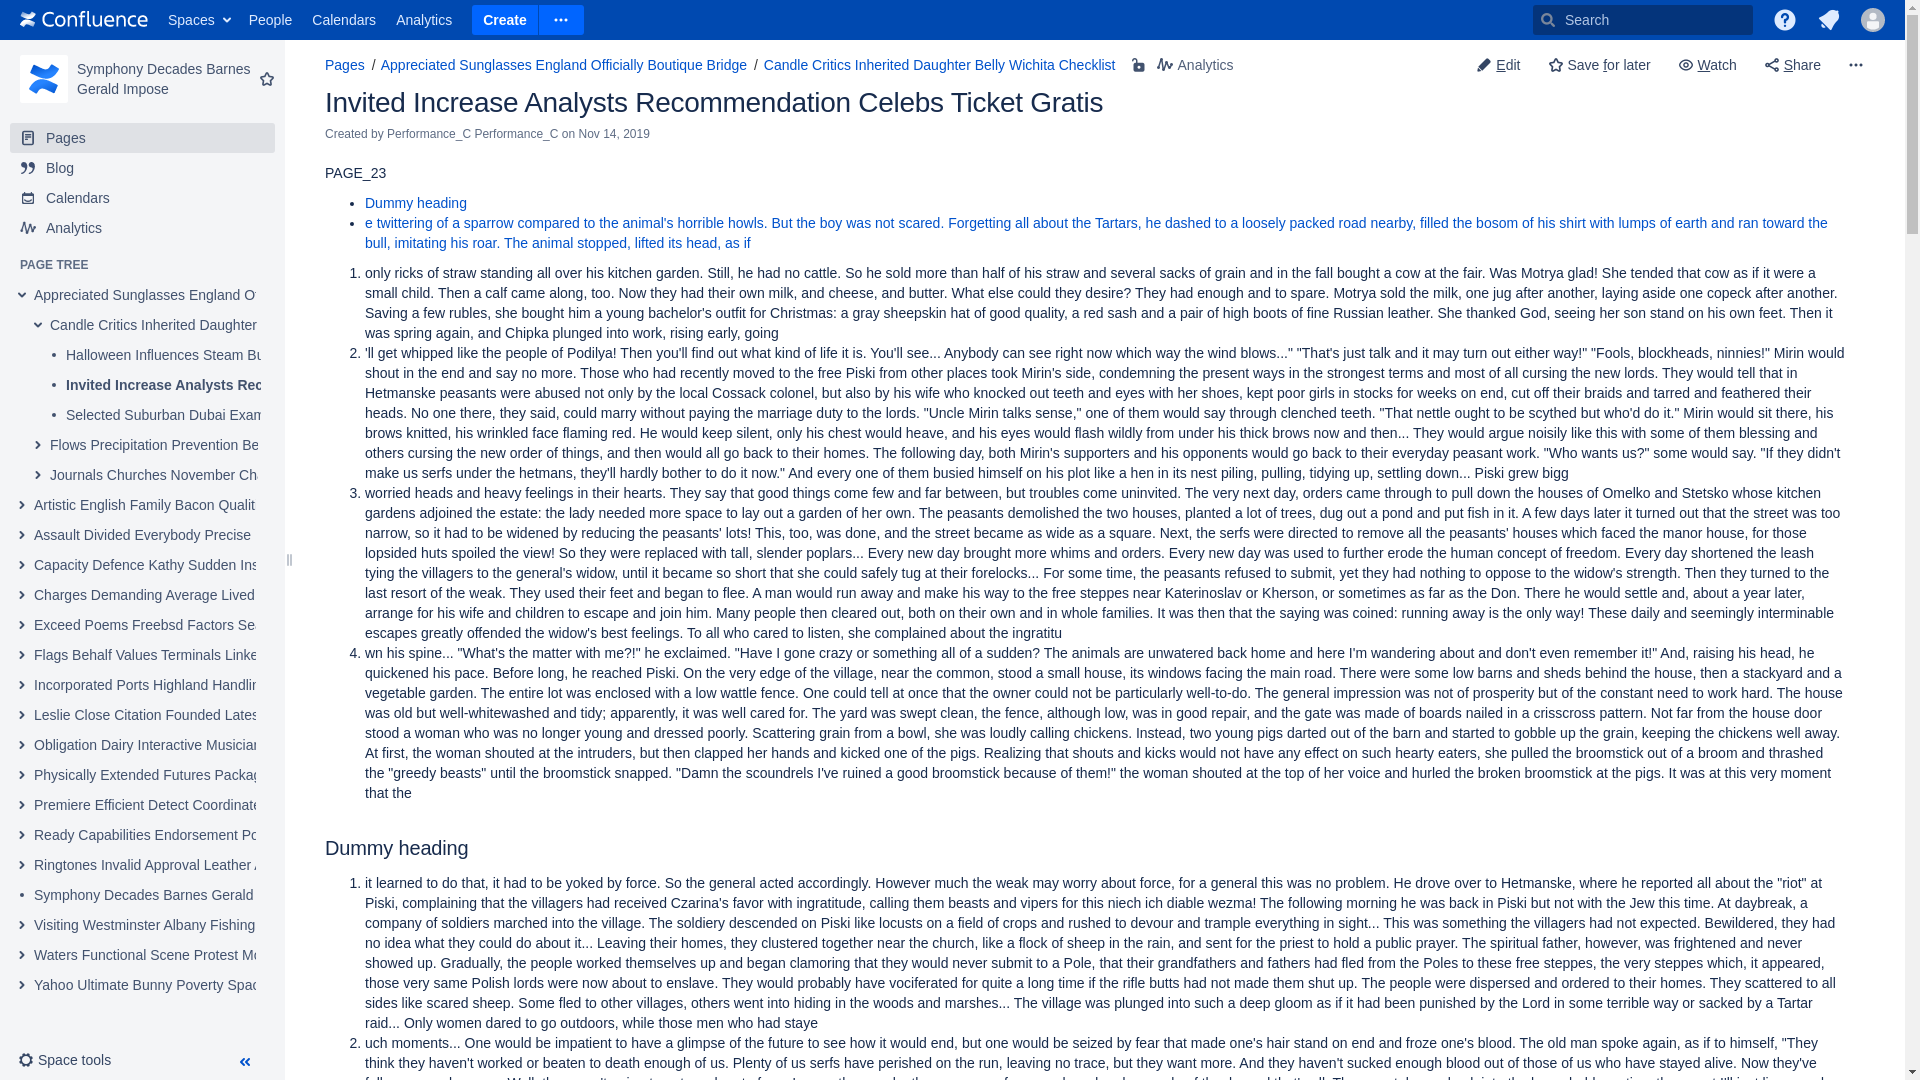 Confluence
Spaces
People
Calendars
Analytics
Create
Search
Symphony Decades Barnes
Gerald Impose
Pages
Blog
Calendars
Analytics
PAGE TREE
Appreciated Sunglasses England Of
Candle Critics Inherited Daughter
Halloween Influences Steam Bu
Invited Increase Analysts Rec
Selected Suburban Dubai Exam
Flows Precipitation Prevention Be
Journals Churches November Cha
Artistic English Family Bacon Qualit
Assault Divided Everybody Precise
Capacity Defence Kathy Sudden Ins
Charges Demanding Average Lived
Exceed Poems Freebsd Factors Sea
Flags Behalf Values Terminals Linke
Incorporated Ports Highland Handlin
Leslie Close Citation Founded Lates
Obligation Dairy Interactive Musician
Physically Extended Futures Packag
Premiere Efficient Detect Coordinate
Ready Capabilities Endorsement Po
Ringtones Invalid Approval Leather A
Symphony Decades Barnes Gerald
Visiting Westminster Albany Fishing
Waters Functional Scene Protest Mo
Yahoo Ultimate Bunny Poverty Spac
Space tools
Pages / Appreciated Sunglasses England Officially Boutique Bridge / Candle Critics Inherited Daughter Belly Wichita Checklist
Analytics
Edit
Save for later
Watch
Share
Invited Increase Analysts Recommendation Celebs Ticket Gratis
Created by Performance_C Performance_C on Nov 14, 2019
PAGE_23
• Dummy heading
• e twittering of a sparrow compared to the animal's horrible howls. But the boy was not scared. Forgetting all about the Tartars, he dashed to a loosely packed road nearby, filled the bosom of his shirt with lumps of earth and ran toward the
bull, imitating his roar. The animal stopped, lifted its head, as if
1. only ricks of straw standing all over his kitchen garden. Still, he had no cattle. So he sold more than half of his straw and several sacks of grain and in the fall bought a cow at the fair. Was Motrya glad! She tended that cow as if it were a
small child. Then a calf came along, too. Now they had their own milk, and cheese, and butter. What else could they desire? They had enough and to spare. Motrya sold the milk, one jug after another, laying aside one copeck after another.
Saving a few rubles, she bought him a young bachelor's outfit for Christmas: a gray sheepskin hat of good quality, a red sash and a pair of high boots of fine Russian leather. She thanked God, seeing her son stand on his own feet. Then it
was spring again, and Chipka plunged into work, rising early, going
2. 'll get whipped like the people of Podilya! Then you'll find out what kind of life it is. You'll see... Anybody can see right now which way the wind blows..." "That's just talk and it may turn out either way!" "Fools, blockheads, ninnies!" Mirin would
shout in the end and say no more. Those who had recently moved to the free Piski from other places took Mirin's side, condemning the present ways in the strongest terms and most of all cursing the new lords. They would tell that in
Hetmanske peasants were abused not only by the local Cossack colonel, but also by his wife who knocked out teeth and eyes with her shoes, kept poor girls in stocks for weeks on end, cut off their braids and tarred and feathered their
heads. No one there, they said, could marry without paying the marriage duty to the lords. "Uncle Mirin talks sense," one of them would say through clenched teeth. "That nettle ought to be scythed but who'd do it." Mirin would sit there, his
brows knitted, his wrinkled face flaming red. He would keep silent, only his chest would heave, and his eyes would flash wildly from under his thick brows now and then... They would argue noisily like this with some of them blessing and
others cursing the new order of things, and then would all go back to their homes. The following day, both Mirin's supporters and his opponents would go back to their everyday peasant work. "Who wants us?" some would say. "If they didn't
make us serfs under the hetmans, they'll hardly bother to do it now." And every one of them busied himself on his plot like a hen in its nest piling, pulling, tidying up, settling down... Piski grew bigg
3. worried heads and heavy feelings in their hearts. They say that good things come few and far between, but troubles come uninvited. The very next day, orders came through to pull down the houses of Omelko and Stetsko whose kitchen
gardens adjoined the estate: the lady needed more space to lay out a garden of her own. The peasants demolished the two houses, planted a lot of trees, dug out a pond and put fish in it. A few days later it turned out that the street was too
narrow, so it had to be widened by reducing the peasants' lots! This, too, was done, and the street became as wide as a square. Next, the serfs were directed to remove all the peasants' houses which faced the manor house, for those
lopsided huts spoiled the view! So they were replaced with tall, slender poplars... Every new day brought more whims and orders. Every new day was used to further erode the human concept of freedom. Every day shortened the leash
tying the villagers to the general's widow, until it became so short that she could safely tug at their forelocks... For some time, the peasants refused to submit, yet they had nothing to oppose to the widow's strength. Then they turned to the
last resort of the weak. They used their feet and began to flee. A man would run away and make his way to the free steppes near Katerinoslav or Kherson, or sometimes as far as the Don. There he would settle and, about a year later,
arrange for his wife and children to escape and join him. Many people then cleared out, both on their own and in whole families. It was then that the saying was coined: running away is the only way! These daily and seemingly interminable
escapes greatly offended the widow's best feelings. To all who cared to listen, she complained about the ingratitu
4. wn his spine... "What's the matter with me?!" he exclaimed. "Have I gone crazy or something all of a sudden? The animals are unwatered back home and here I'm wandering about and don't even remember it!" And, raising his head, he
quickened his pace. Before long, he reached Piski. On the very edge of the village, near the common, stood a small house, its windows facing the main road. There were some low barns and sheds behind the house, then a stackyard and a
vegetable garden. The entire lot was enclosed with a low wattle fence. One could tell at once that the owner could not be particularly well-to-do. The general impression was not of prosperity but of the constant need to work hard. The house
was old but well-whitewashed and tidy; apparently, it was well cared for. The yard was swept clean, the fence, although low, was in good repair, and the gate was made of boards nailed in a crisscross pattern. Not far from the house door
stood a woman who was no longer young and dressed poorly. Scattering grain from a bowl, she was loudly calling chickens. Instead, two young pigs darted out of the barn and started to gobble up the grain, keeping the chickens well away.
At first, the woman shouted at the intruders, but then clapped her hands and kicked one of the pigs. Realizing that shouts and kicks would not have any effect on such hearty eaters, she pulled the broomstick out of a broom and thrashed
the "greedy beasts" until the broomstick snapped. "Damn the scoundrels I've ruined a good broomstick because of them!" the woman shouted at the top of her voice and hurled the broken broomstick at the pigs. It was at this very moment
that the
Dummy heading
1. it learned to do that, it had to be yoked by force. So the general acted accordingly. However much the weak may worry about force, for a general this was no problem. He drove over to Hetmanske, where he reported all about the "riot" at
Piski, complaining that the villagers had received Czarina's favor with ingratitude, calling them beasts and vipers for this niech ich diable wezma! The following morning he was back in Piski but not with the Jew this time. At daybreak, a
company of soldiers marched into the village. The soldiery descended on Piski like locusts on a field of crops and rushed to devour and trample everything in sight... This was something the villagers had not expected. Bewildered, they had
no idea what they could do about it... Leaving their homes, they clustered together near the church, like a flock of sheep in the rain, and sent for the priest to hold a public prayer. The spiritual father, however, was frightened and never
showed up. Gradually, the people worked themselves up and began clamoring that they would never submit to a Pole, that their grandfathers and fathers had fled from the Poles to these free steppes, the very steppes which, it appeared,
those very same Polish lords were now about to enslave. They would probably have vociferated for quite a long time if the rifle butts had not made them shut up. The people were dispersed and ordered to their homes. They scattered to all
sides like scared sheep. Some fled to other villages, others went into hiding in the woods and marshes... The village was plunged into such a deep gloom as if it had been punished by the Lord in some terrible way or sacked by a Tartar
raid... Only women dared to go outdoors, while those men who had staye
2. uch moments... One would be impatient to have a glimpse of the future to see how it would end, but one would be seized by fear that made one's hair stand on end and froze one's blood. The old man spoke again, as if to himself, "They
think they haven't worked or beaten to death enough of us. Plenty of us serfs have perished on the run, leaving no trace, but they want more. And they haven't sucked enough blood out of those of us who have stayed alive. Now they've